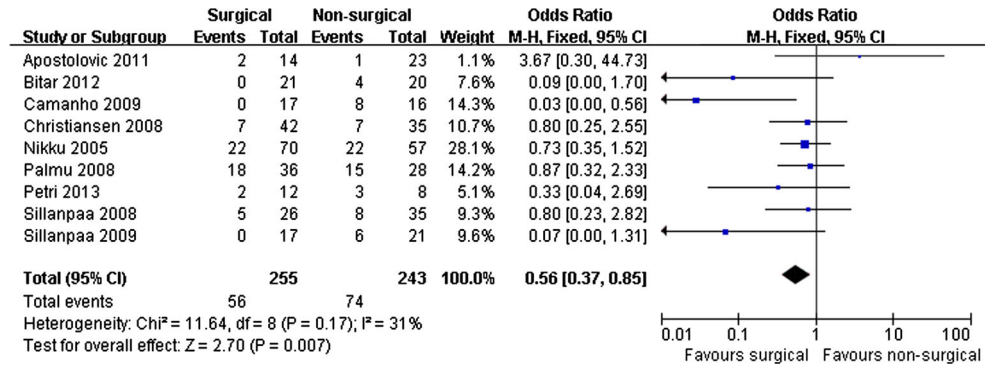 Surgical Non-surgical Odds Ratio Odds Ratio
Study or Subgroup Events Total Events Total Weight M-H, Fixed, 95% CI M-H, Fixed, 95% CI
Apostolovic 2011 2 14 1 23 1.1% 3.67 [0.30, 44.73]
Bitar 2012 0 21 4 20 7.6% 0.09 [0.00, 1.70]
Camanho 2009 0 17 8 16 14.3% 0.03 [0.00, 0.56]
Christiansen 2008 7 42 7 35 10.7% 0.80 [0.25, 2.55]
Nikku 2005 22 70 22 57 28.1% 0.73 [0.35, 1.52]
Palmu 2008 18 36 15 28 14.2% 0.87 [0.32, 2.33]
Petri 2013 2 12 3 8 5.1% 0.33 [0.04, 2.69]
Sillanpaa 2008 5 26 8 35 9.3% 0.80 [0.23, 2.82]
Sillanpaa 2009 0 17 6 21 9.6% 0.07 [0.00, 1.31]
Total (95% CI) 255 243 100.0% 0.56 [0.37, 0.85]
Total events 56 74
Heterogeneity: Chi² = 11.64, df = 8 (P = 0.17); I² = 31%
Test for overall effect: Z = 2.70 (P = 0.007)
0.01 0.1 1 10 100
Favours surgical Favours non-surgical